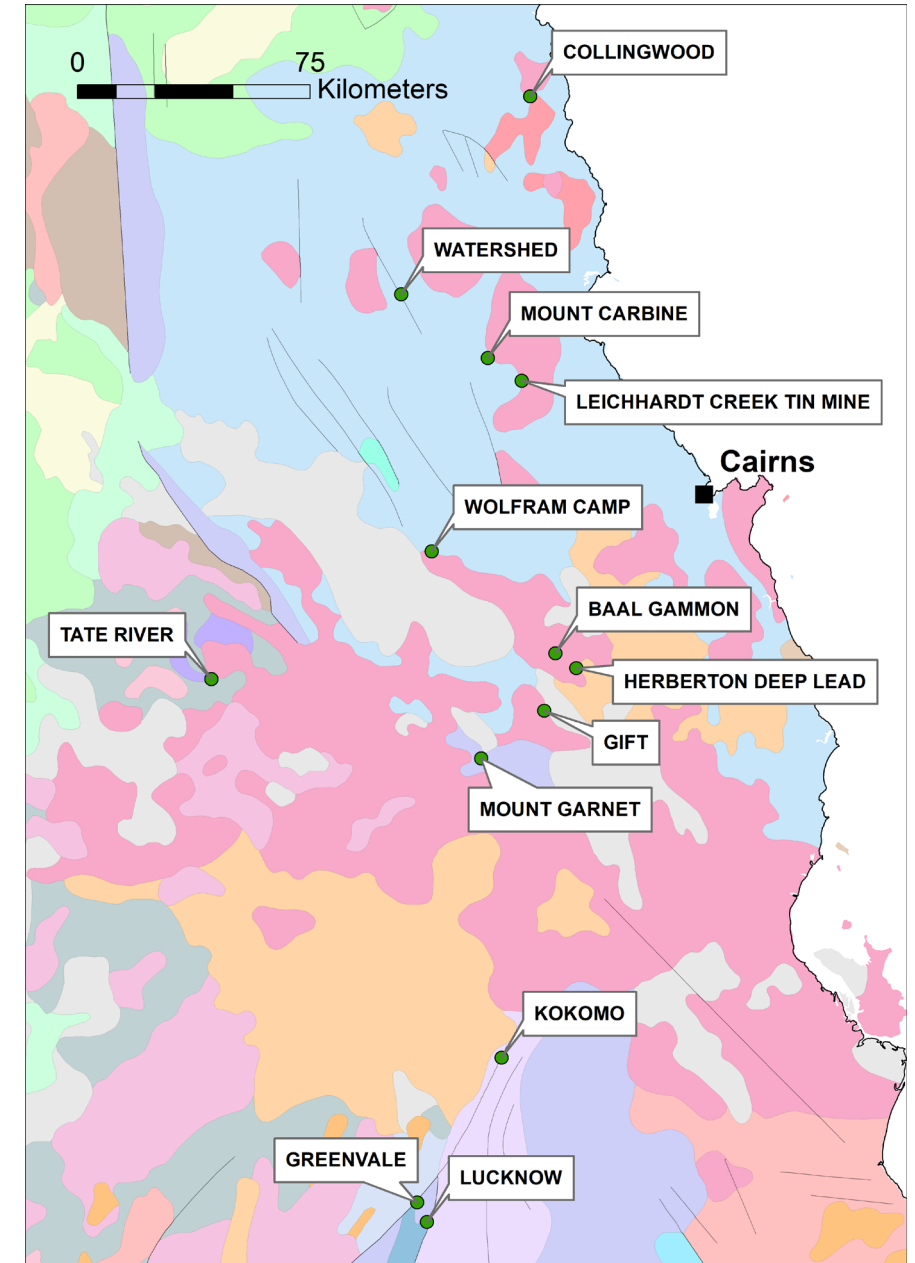 COLLINGWOOD
0 75
Kilometers
WATERSHED
MOUNT CARBINE
LEICHHARDT CREEK TIN MINE
Cairns
WOLFRAM CAMP
BAAL GAMMON
TATE RIVER
HERBERTON DEEP LEAD
GIFT
MOUNT GARNET
KOKOMO
GREENVALE
LUCKNOW